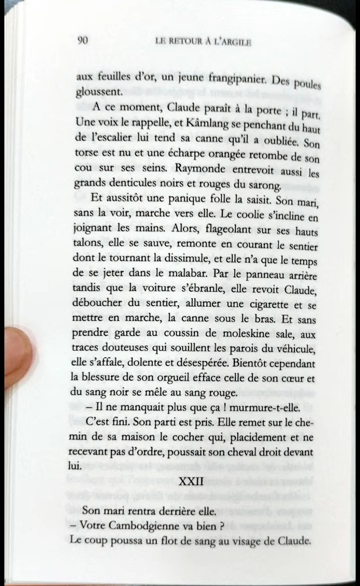 90
LE RETOUR À L'ARGILE
aux feuilles d'or, un jeune frangipanier. Des poules
gloussent.
A ce moment, Claude paraît à la porte ; il part.
Une voix le rappelle, et Kâmlang se penchant du haut
de l'escalier lui tend sa canne qu'il a oubliée. Son
torse est nu et une écharpe orangée retombe de son
cou sur ses seins. Raymonde entrevoit aussi les
grands denticules noirs et rouges du sarong.
Et aussitôt une panique folle la saisit. Son mari,
sans la voir, marche vers elle. Le coolie s'incline en
joignant les mains. Alors, flageolant sur ses hauts
talons, elle se sauve, remonte en courant le sentier
dont le tournant la dissimule, et elle n'a que le temps
de se jeter dans le malabar. Par le panneau arrière
tandis que la voiture s'ébranle, elle revoit Claude,
déboucher du sentier, allumer une cigarette et se
mettre en marche, la canne sous le bras. Et sans
prendre garde au coussin de moleskine sale, aux
traces douteuses qui souillent les parois du véhicule,
elle s'affale, dolente et désespérée. Bientôt cependant
la blessure de son orgueil efface celle de son cœur et
du sang noir se mêle au sang rouge.
– Il ne manquait plus que ça ! murmure-t-elle.
C'est fini. Son parti est pris. Elle remet sur le che-
min de sa maison le cocher qui, placidement et ne
recevant pas d'ordre, poussait son cheval droit devant
lui.
XXII
Son mari rentra derrière elle.
– Votre Cambodgienne va bien ?
Le coup poussa un flot de sang au visage de Claude.